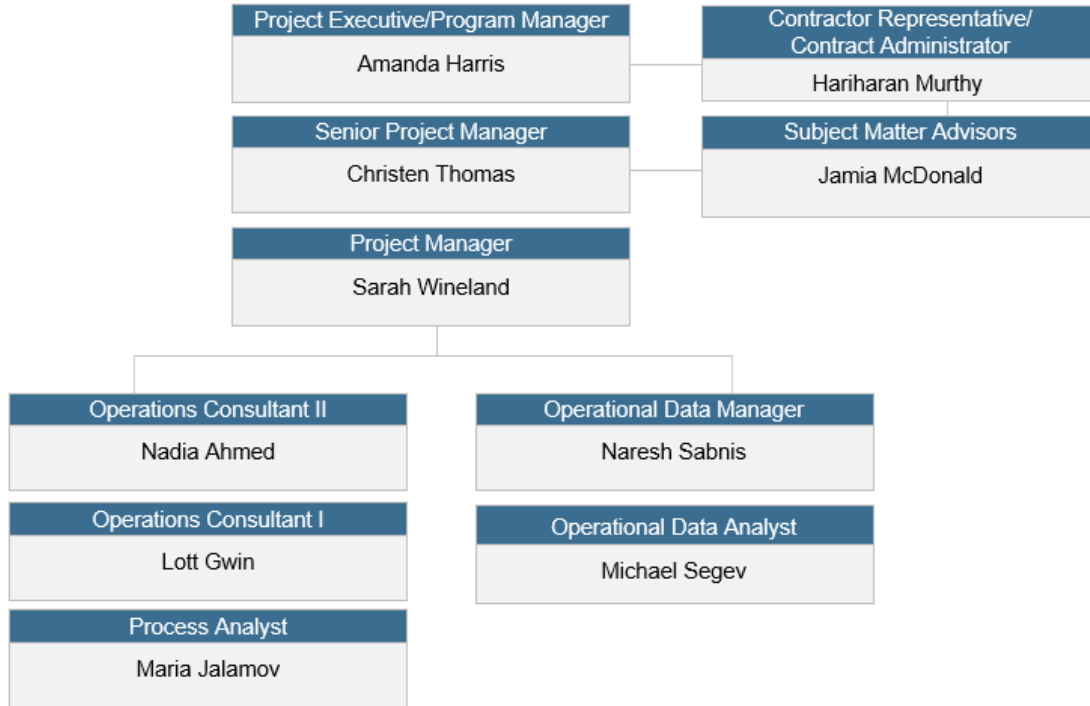 Project Executive/Program Manager
Amanda Harris
Contractor Representative/
Contract Administrator
Hariharan Murthy
Senior Project Manager
Christen Thomas
Subject Matter Advisors
Jamia McDonald
Project Manager
Sarah Wineland
Operations Consultant II
Nadia Ahmed
Operational Data Manager
Naresh Sabnis
Operations Consultant I
Lott Gwin
Operational Data Analyst
Michael Segev
Process Analyst
Maria Jalamov